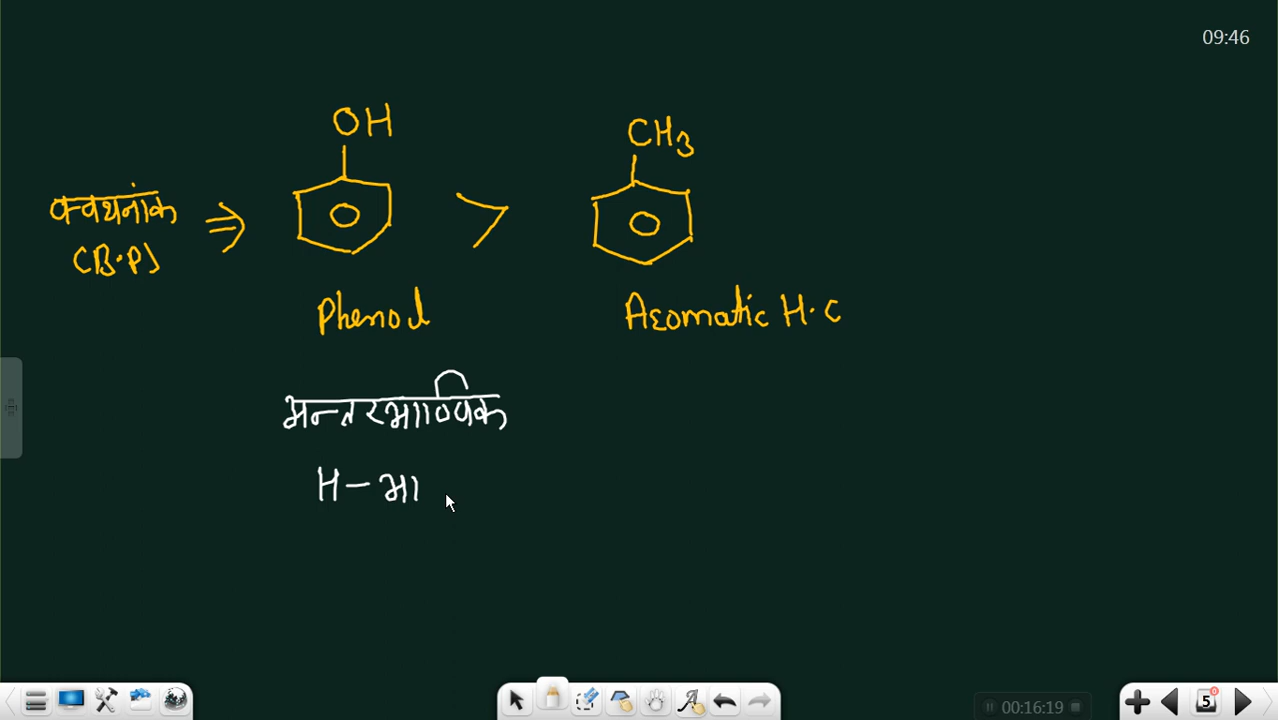 09:46
OH
CH3
क्वथनांक ⇒ >
(B.P)
Phenol Aromatic H.C
अन्तरआण्विक
H-आ
00:16:19
5